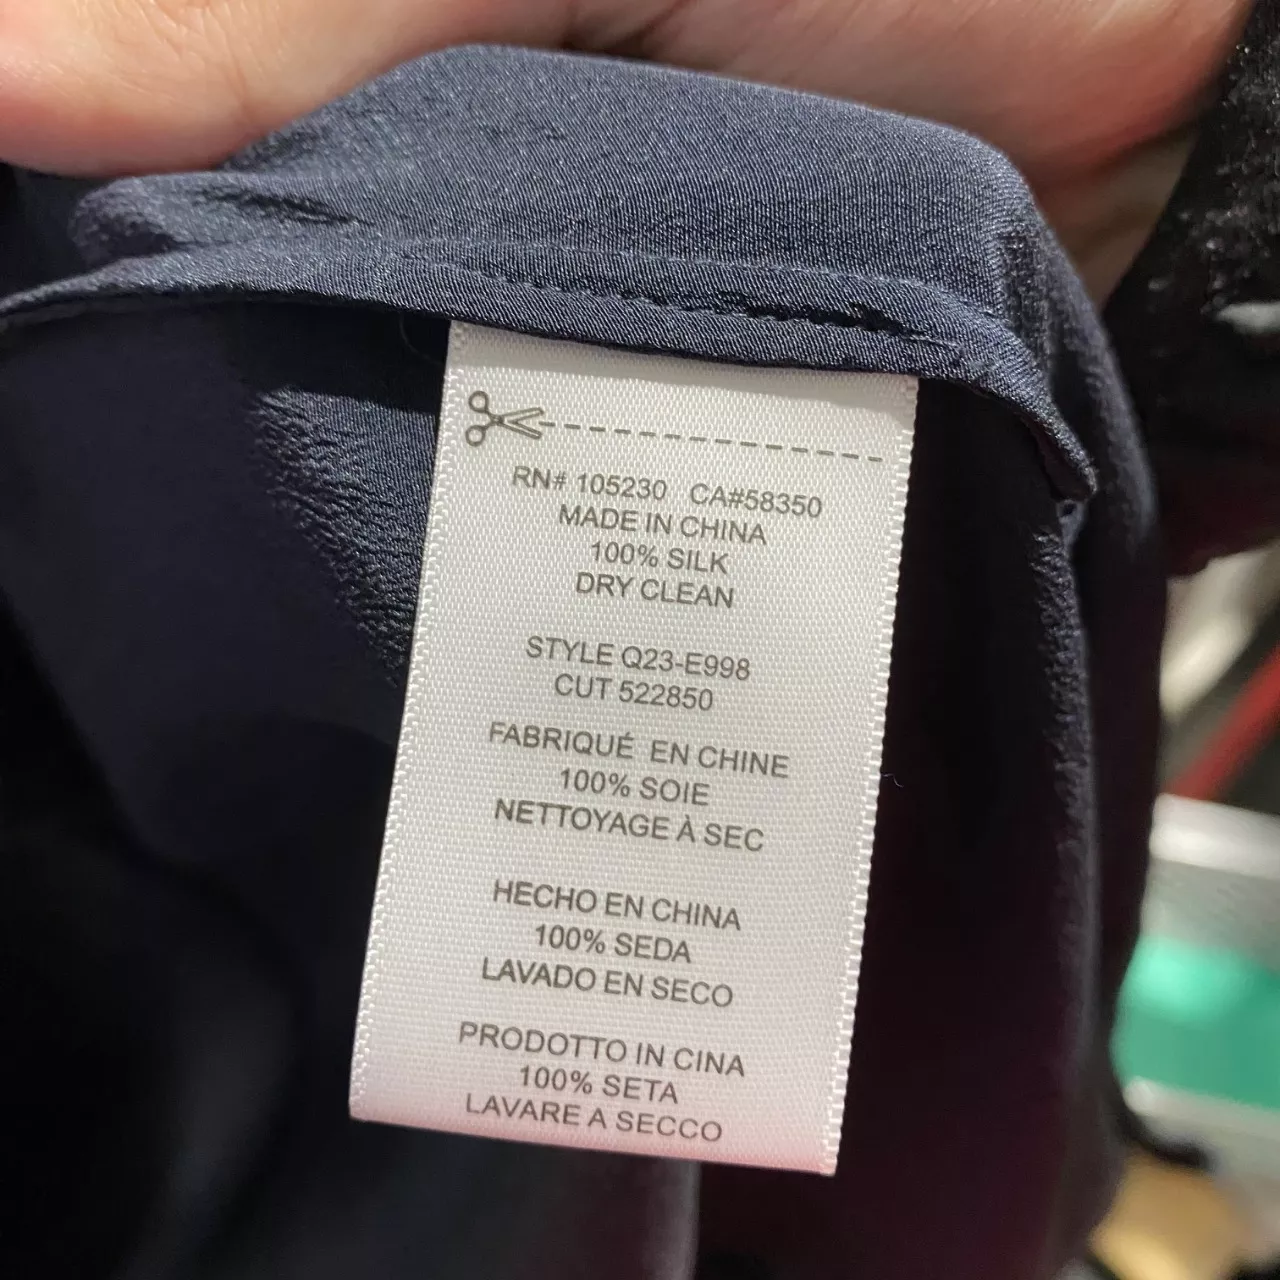 RN# 105230 CA#58350
MADE IN CHINA
100% SILK
DRY CLEAN
STYLE Q23-E998
CUT 522850
FABRIQUÉ EN CHINE
100% SOIE
NETTOYAGE À SEC
HECHO EN CHINA
100% SEDA
LAVADO EN SECO
PRODOTTO IN CINA
100% SETA
LAVARE A SECCO